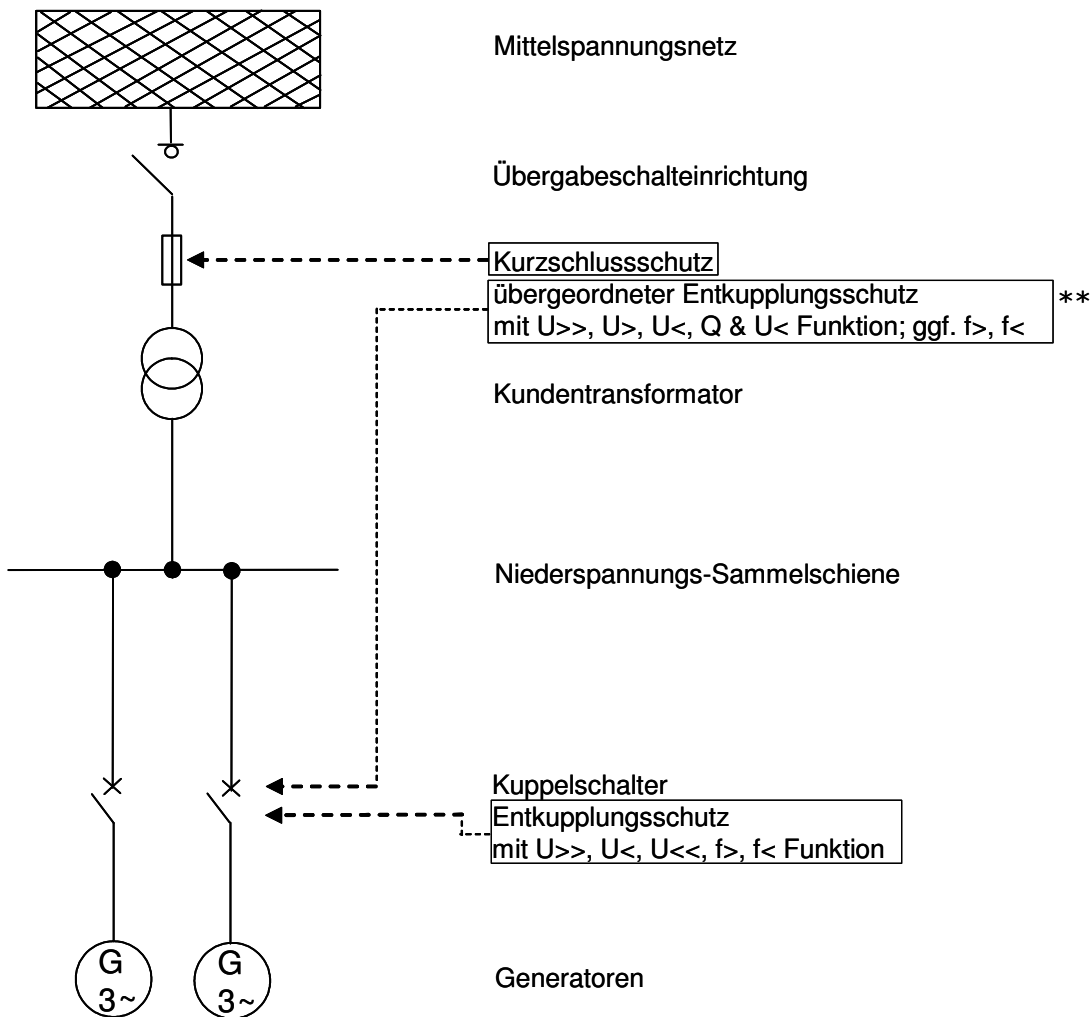 Mittelspannungsnetz
Übergabeschalteinrichtung
Kurzschlussschutz
übergeordneter Entkupplungsschutz **
mit U>>, U>, U<, Q & U< Funktion; ggf. f>, f<
Kundentransformator
Niederspannungs-Sammelschiene
Kuppelschalter
Entkupplungsschutz
mit U>>, U<, U<<, f>, f< Funktion
G G
3~ 3~
Generatoren